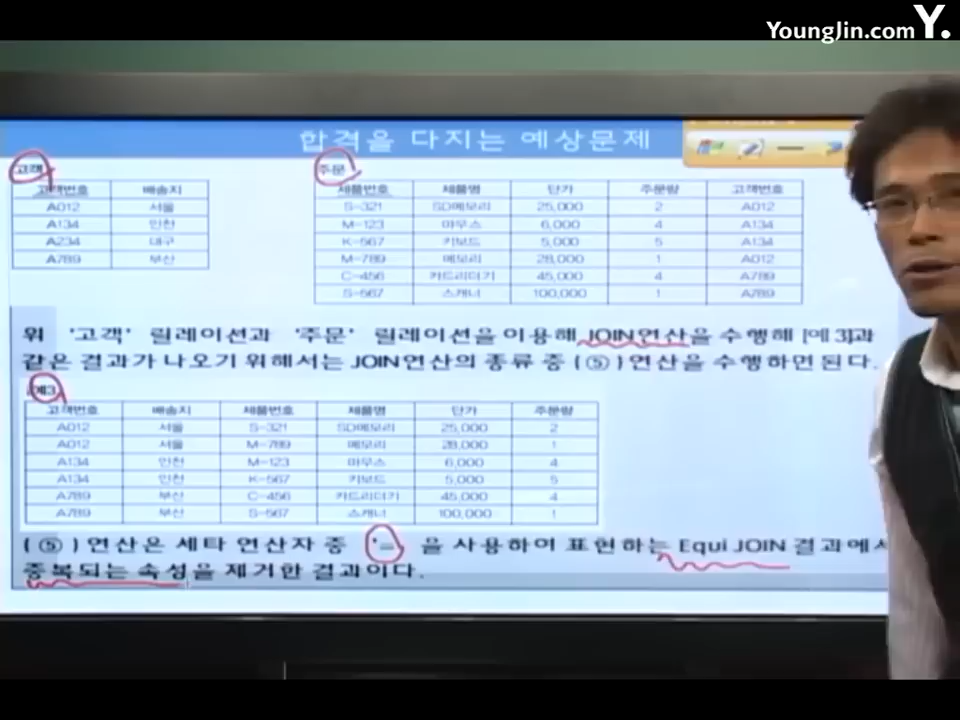 YoungJin.com Y.
합격을 다지는 예상문제
고객
고객번호 배송지
A012 서울
A134 인천
A234 대구
A789 부산
주문
제품번호 제품명 단가 주문량 고객번호
S-321 SD메모리 25,000 2 A012
M-123 마우스 6,000 4 A134
K-567 키보드 5,000 5 A134
M-789 메모리 28,000 1 A012
C-456 카드리더기 45,000 4 A789
S-567 스캐너 100,000 1 A789
위 '고객' 릴레이션과 '주문' 릴레이션을 이용해 JOIN연산을 수행해 [예 3]과
같은 결과가 나오기 위해서는 JOIN연산의 종류 중 (⑤)연산을 수행하면 된다.
[예3]
고객번호 배송지 제품번호 제품명 단가 주문량
A012 서울 S-321 SD메모리 25,000 2
A012 서울 M-789 메모리 28,000 1
A134 인천 M-123 마우스 6,000 4
A134 인천 K-567 키보드 5,000 5
A789 부산 C-456 카드리더기 45,000 4
A789 부산 S-567 스캐너 100,000 1
(⑤)연산은 세타 연산자 중 '=' 을 사용하여 표현하는 Equi JOIN 결과에서
중복되는 속성을 제거한 결과이다.